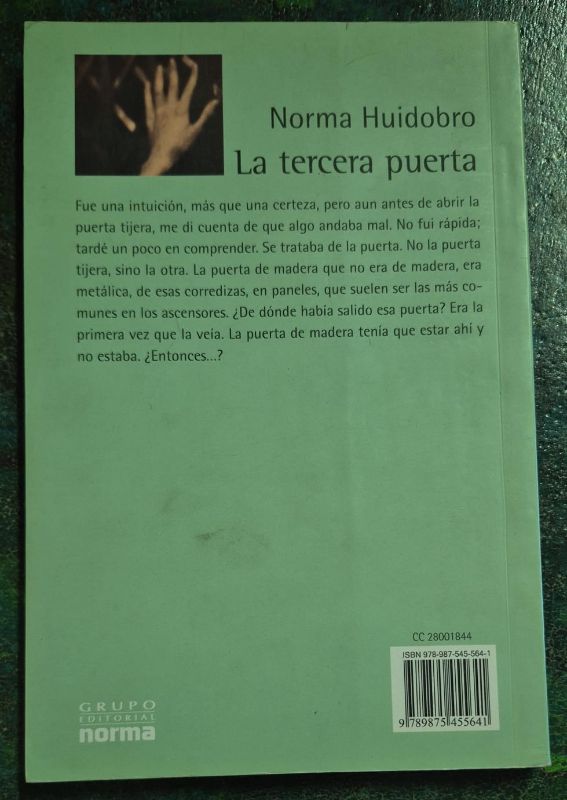 Norma Huidobro
La tercera puerta
Fue una intuición, más que una certeza, pero aun antes de abrir la
puerta tijera, me di cuenta de que algo andaba mal. No fui rápida;
tardé un poco en comprender. Se trataba de la puerta. No la puerta
tijera, sino la otra. La puerta de madera que no era de madera, era
metálica, de esas corredizas, en paneles, que suelen ser las más co-
munes en los ascensores. ¿De dónde había salido esa puerta? Era la
primera vez que la veía. La puerta de madera tenía que estar ahí y
no estaba. ¿Entonces...?
CC 28001844
ISBN 978-987-545-564-1
9 789875 455641
GRUPO
EDITORIAL
norma